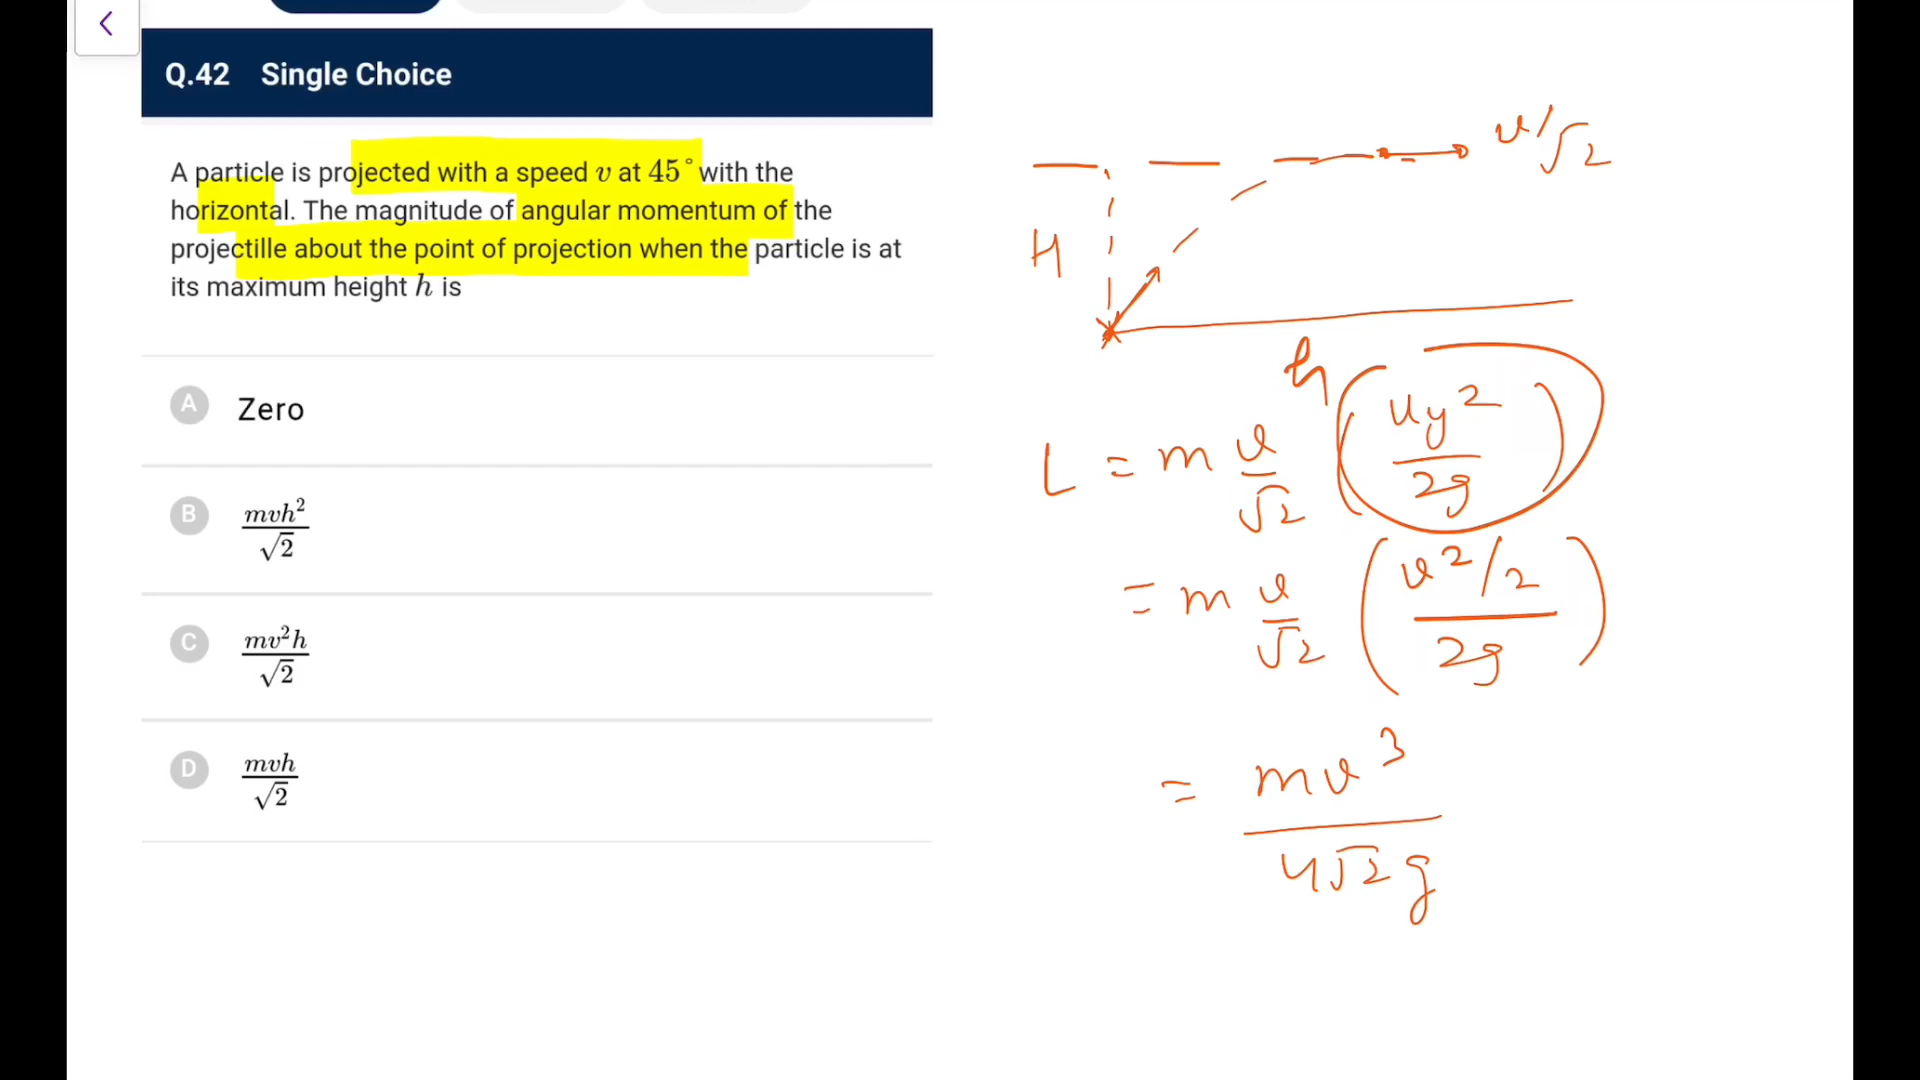 Q.42 Single Choice
A particle is projected with a speed v at 45° with the
horizontal. The magnitude of angular momentum of the
projectille about the point of projection when the particle is at
its maximum height h is
A Zero
B mvh²/√2
C mv²h/√2
D mvh/√2
v/√2
H
h
L = m v/√2 (uy²/2g)
= m v/√2 (v²/2 / 2g)
= mv³/4√2g